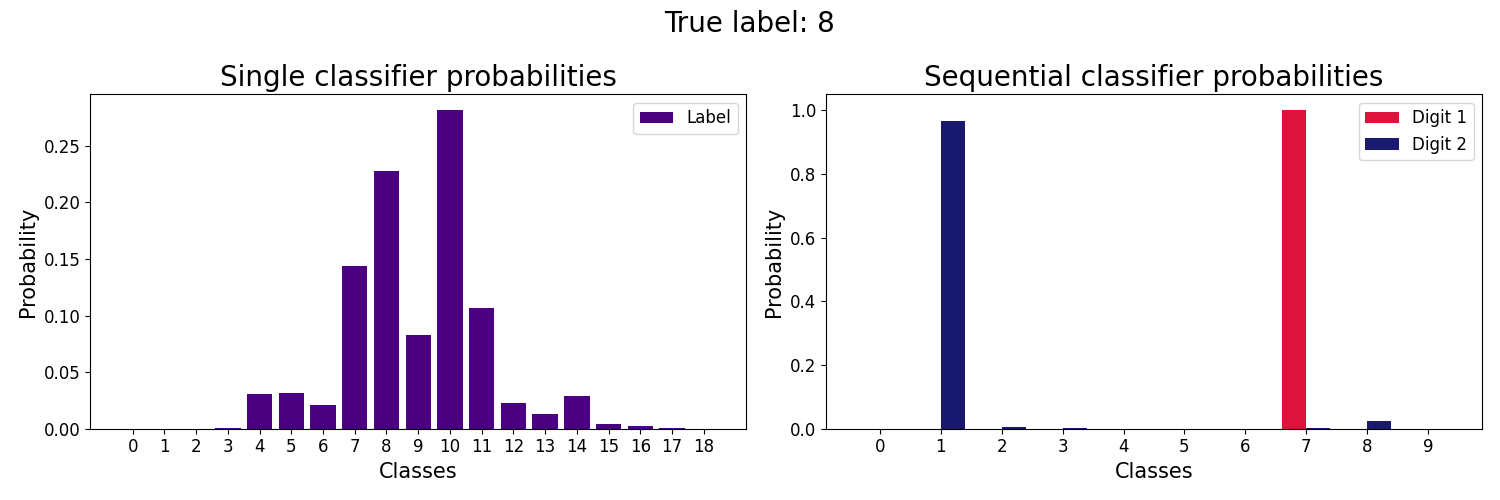 True label: 8
Single classifier probabilities
Label
0.25
0.20
0.15
0.10
0.05
0.00
Probability
0 1 2 3 4 5 6 7 8 9 10 11 12 13 14 15 16 17 18
Classes
Sequential classifier probabilities
Digit 1
Digit 2
1.0
0.8
0.6
0.4
0.2
0.0
Probability
0 1 2 3 4 5 6 7 8 9
Classes